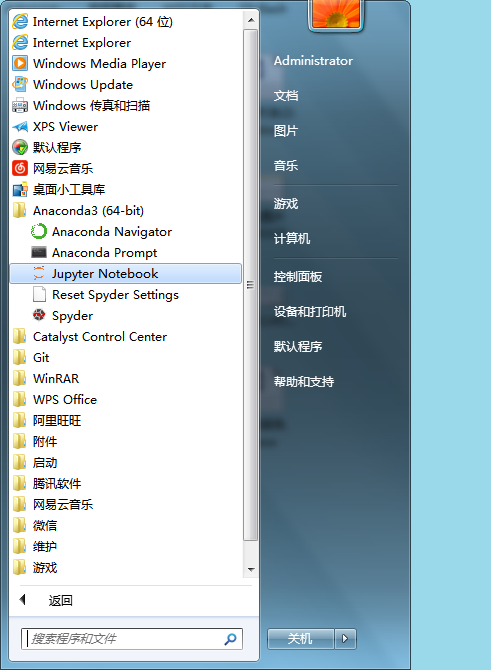 Internet Explorer (64 位)
Internet Explorer
Windows Media Player
Windows Update
Windows 传真和扫描
XPS Viewer
默认程序
网易云音乐
桌面小工具库
Anaconda3 (64-bit)
Anaconda Navigator
Anaconda Prompt
Jupyter Notebook
Reset Spyder Settings
Spyder
Catalyst Control Center
Git
WinRAR
WPS Office
阿里旺旺
附件
启动
腾讯软件
网易云音乐
微信
维护
游戏
返回
搜索程序和文件
Administrator
文档
图片
音乐
游戏
计算机
控制面板
设备和打印机
默认程序
帮助和支持
关机